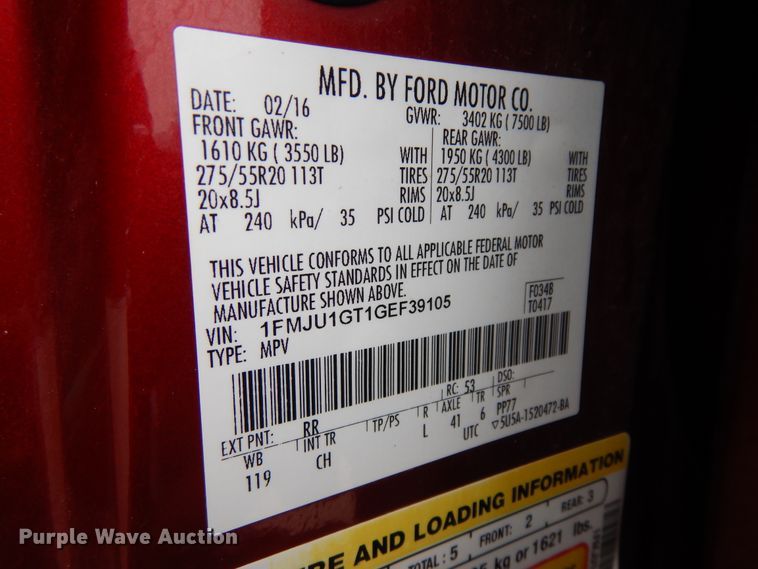 MFD. BY FORD MOTOR CO.
DATE: 02/16 GVWR: 3402 KG ( 7500 LB)
FRONT GAWR: REAR GAWR:
1610 KG ( 3550 LB) WITH 1950 KG ( 4300 LB) WITH
275/55R20 113T TIRES 275/55R20 113T TIRES
20x8.5J RIMS 20x8.5J RIMS
AT 240 kPa/ 35 PSI COLD AT 240 kPa/ 35 PSI COLD
THIS VEHICLE CONFORMS TO ALL APPLICABLE FEDERAL MOTOR
VEHICLE SAFETY STANDARDS IN EFFECT ON THE DATE OF
MANUFACTURE SHOWN ABOVE.
VIN: 1FMJU1GT1GEF39105 F0348
TYPE: MPV T0417
EXT PNT: RR RC: 53 DSO:
WB INT TR TP/PS R AXLE TR SPR
119 CH L 41 6 PP77
UTC ▽5U5A-1520472-BA
RE AND LOADING INFORMATION
TOTAL: 5 FRONT: 2 REAR: 3
kg or 1621 lbs.
Purple Wave Auction